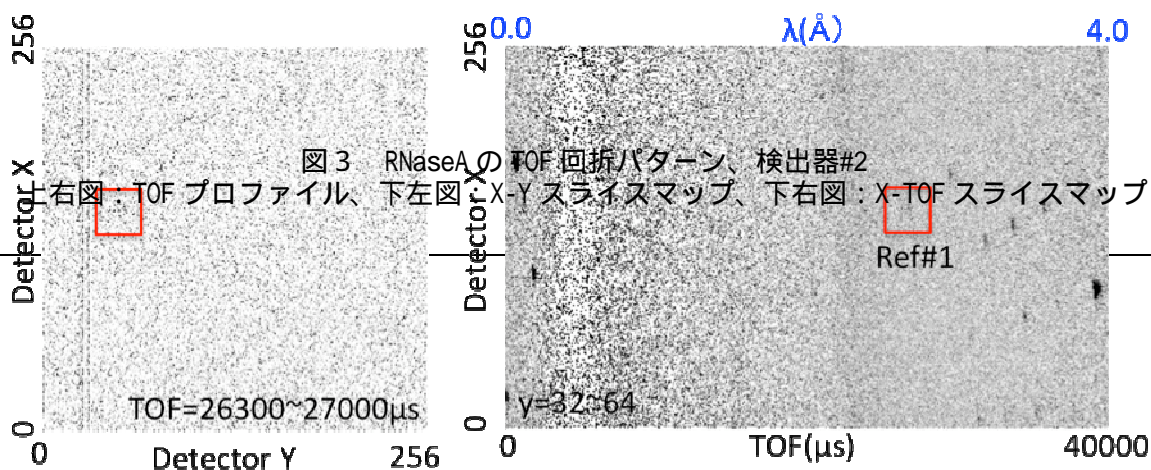 256
0.0 λ(Å) 4.0
256
Detector X
Detector X
図３ RNaseA の TOF 回折パターン、検出器#2
上右図：TOF プロファイル、下左図：X-Y スライスマップ、下右図：X-TOF スライスマップ
Ref#1
TOF=26300~27000μs
y=32~64
0
0
0 Detector Y 256
0 TOF(μs) 40000